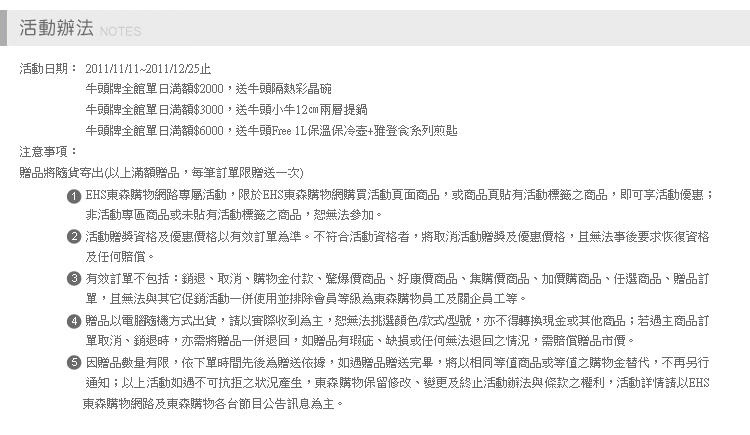 活動辦法 NOTES
活動日期： 2011/11/11~2011/12/25止
牛頭牌全館單日滿額$2000，送牛頭隔熱彩晶碗
牛頭牌全館單日滿額$3000，送牛頭小牛12㎝兩層提鍋
牛頭牌全館單日滿額$6000，送牛頭Free 1L保溫保冷壺+雅登食系列煎匙
注意事項：
贈品將隨貨寄出(以上滿額贈品，每筆訂單限贈送一次)
1 EHS東森購物網路專屬活動，限於EHS東森購物網購買活動頁面商品，或商品頁貼有活動標籤之商品，即可享活動優惠；
非活動專區商品或未貼有活動標籤之商品，恕無法參加。
2 活動贈獎資格及優惠價格以有效訂單為準。不符合活動資格者，將取消活動贈獎及優惠價格，且無法事後要求恢復資格
及任何賠償。
3 有效訂單不包括：銷退、取消、購物金付款、驚爆價商品、好康價商品、集購價商品、加價購商品、任選商品、贈品訂
單，且無法與其它促銷活動一併使用並排除會員等級為東森購物員工及關企員工等。
4 贈品以電腦隨機方式出貨，請以實際收到為主，恕無法挑選顏色/款式/型號，亦不得轉換現金或其他商品；若遇主商品訂
單取消、銷退時，亦需將贈品一併退回，如贈品有瑕疵、缺損或任何無法退回之情況，需賠償贈品市價。
5 因贈品數量有限，依下單時間先後為贈送依據，如遇贈品贈送完畢，將以相同等值商品或等值之購物金替代，不再另行
通知；以上活動如遇不可抗拒之狀況產生，東森購物保留修改、變更及終止活動辦法與條款之權利，活動詳情請以EHS
東森購物網路及東森購物各台節目公告訊息為主。